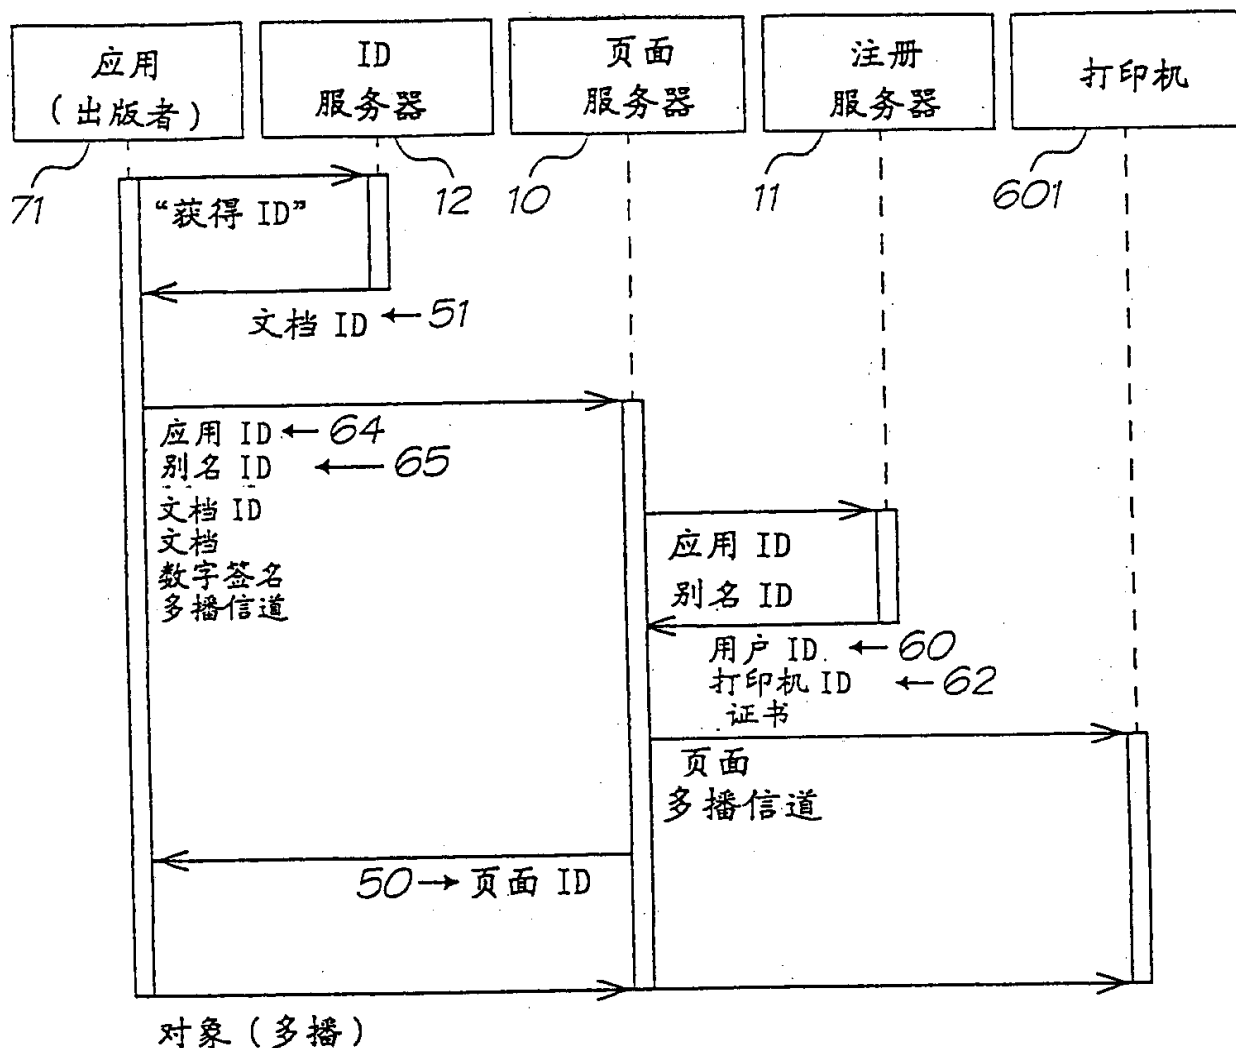 应用
（出版者）
ID
服务器
页面
服务器
注册
服务器
打印机
71
12
10
11
601
“获得 ID”
文档 ID ← 51
应用 ID ← 64
别名 ID ← 65
文档 ID
文档
数字签名
多播信道
应用 ID
别名 ID
用户 ID ← 60
打印机 ID ← 62
证书
页面
多播信道
50 → 页面 ID
对象（多播）